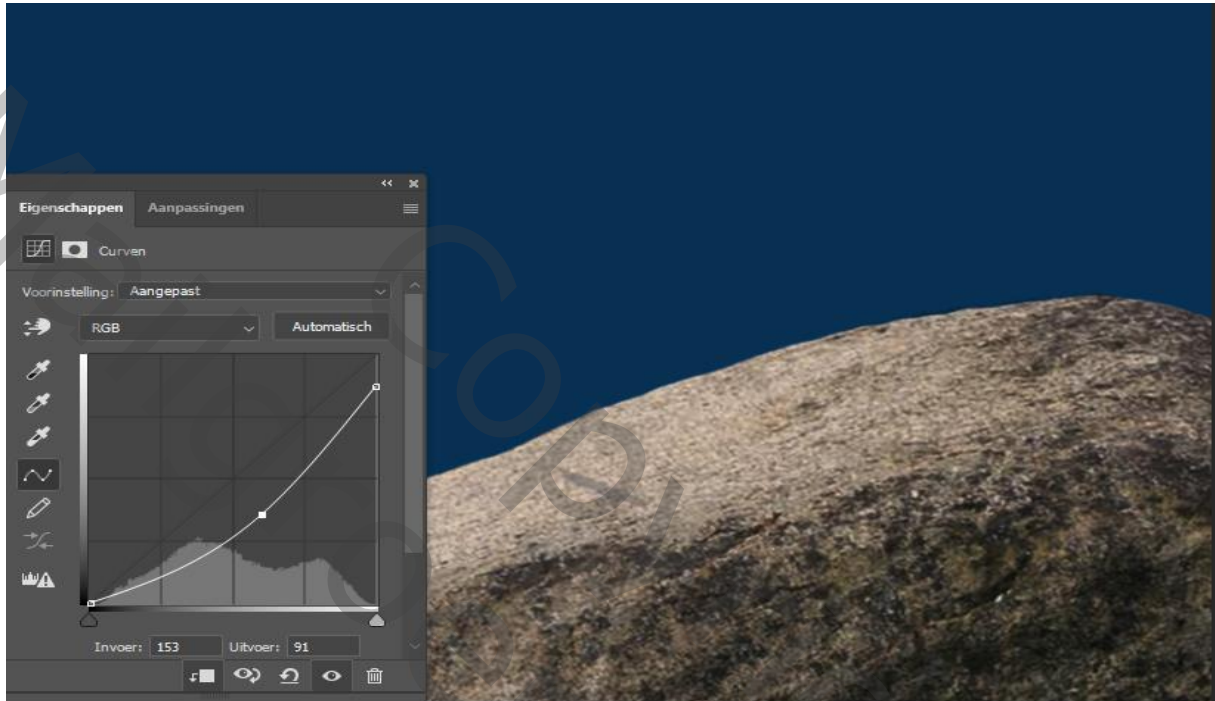 Eigenschappen Aanpassingen
Curven
Voorinstelling: Aangepast
RGB Automatisch
Invoer: 153 Uitvoer: 91